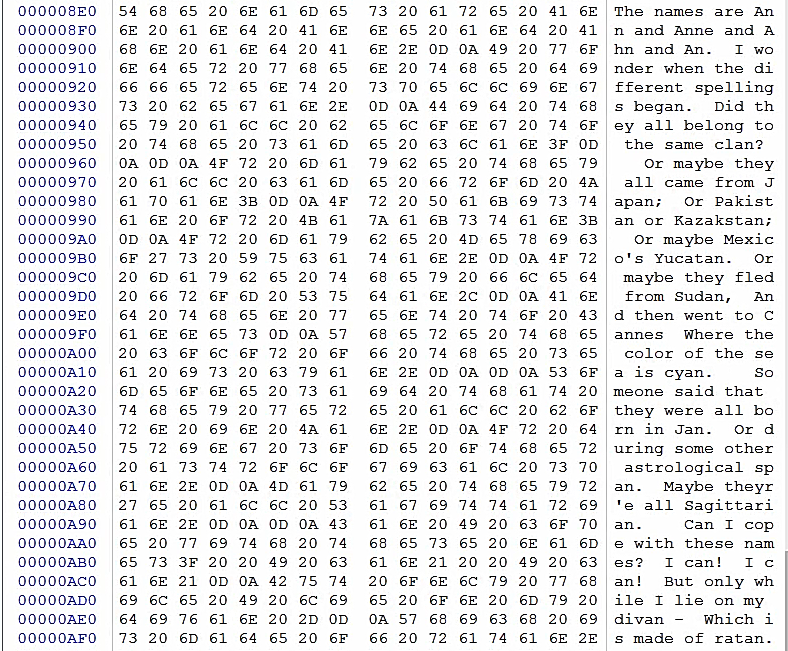 000008E0 54 68 65 20 6E 61 6D 65 73 20 61 72 65 20 41 6E The names are An
000008F0 6E 20 61 6E 64 20 41 6E 6E 65 20 61 6E 64 20 41 n and Anne and A
00000900 68 6E 20 61 6E 64 20 41 6E 2E 0D 0A 49 20 77 6F hn and An.  I wo
00000910 6E 64 65 72 20 77 68 65 6E 20 74 68 65 20 64 69 nder when the di
00000920 66 66 65 72 65 6E 74 20 73 70 65 6C 6C 69 6E 67 fferent spelling
00000930 73 20 62 65 67 61 6E 2E 0D 0A 44 69 64 20 74 68 s began.  Did th
00000940 65 79 20 61 6C 6C 20 62 65 6C 6F 6E 67 20 74 6F ey all belong to
00000950 20 74 68 65 20 73 61 6D 65 20 63 6C 61 6E 3F 0D  the same clan?
00000960 0A 0D 0A 4F 72 20 6D 61 79 62 65 20 74 68 65 79    Or maybe they
00000970 20 61 6C 6C 20 63 61 6D 65 20 66 72 6F 6D 20 4A  all came from J
00000980 61 70 61 6E 3B 0D 0A 4F 72 20 50 61 6B 69 73 74 apan;  Or Pakist
00000990 61 6E 20 6F 72 20 4B 61 7A 61 6B 73 74 61 6E 3B an or Kazakstan;
000009A0 0D 0A 4F 72 20 6D 61 79 62 65 20 4D 65 78 69 63   Or maybe Mexic
000009B0 6F 27 73 20 59 75 63 61 74 61 6E 2E 0D 0A 4F 72 o's Yucatan.  Or
000009C0 20 6D 61 79 62 65 20 74 68 65 79 20 66 6C 65 64  maybe they fled
000009D0 20 66 72 6F 6D 20 53 75 64 61 6E 2C 0D 0A 41 6E  from Sudan,  An
000009E0 64 20 74 68 65 6E 20 77 65 6E 74 20 74 6F 20 43 d then went to C
000009F0 61 6E 6E 65 73 0D 0A 57 68 65 72 65 20 74 68 65 annes  Where the
00000A00 20 63 6F 6C 6F 72 20 6F 66 20 74 68 65 20 73 65  color of the se
00000A10 61 20 69 73 20 63 79 61 6E 2E 0D 0A 0D 0A 53 6F a is cyan.    So
00000A20 6D 65 6F 6E 65 20 73 61 69 64 20 74 68 61 74 20 meone said that
00000A30 74 68 65 79 20 77 65 72 65 20 61 6C 6C 20 62 6F they were all bo
00000A40 72 6E 20 69 6E 20 4A 61 6E 2E 0D 0A 4F 72 20 64 rn in Jan.  Or d
00000A50 75 72 69 6E 67 20 73 6F 6D 65 20 6F 74 68 65 72 uring some other
00000A60 20 61 73 74 72 6F 6C 6F 67 69 63 61 6C 20 73 70  astrological sp
00000A70 61 6E 2E 0D 0A 4D 61 79 62 65 20 74 68 65 79 72 an.  Maybe theyr
00000A80 27 65 20 61 6C 6C 20 53 61 67 69 74 74 61 72 69 'e all Sagittari
00000A90 61 6E 2E 0D 0A 0D 0A 43 61 6E 20 49 20 63 6F 70 an.    Can I cop
00000AA0 65 20 77 69 74 68 20 74 68 65 73 65 20 6E 61 6D e with these nam
00000AB0 65 73 3F 20 20 49 20 63 61 6E 21 20 20 49 20 63 es?  I can!  I c
00000AC0 61 6E 21 0D 0A 42 75 74 20 6F 6E 6C 79 20 77 68 an!  But only wh
00000AD0 69 6C 65 20 49 20 6C 69 65 20 6F 6E 20 6D 79 20 ile I lie on my
00000AE0 64 69 76 61 6E 20 2D 0D 0A 57 68 69 63 68 20 69 divan -  Which i
00000AF0 73 20 6D 61 64 65 20 6F 66 20 72 61 74 61 6E 2E s made of ratan.